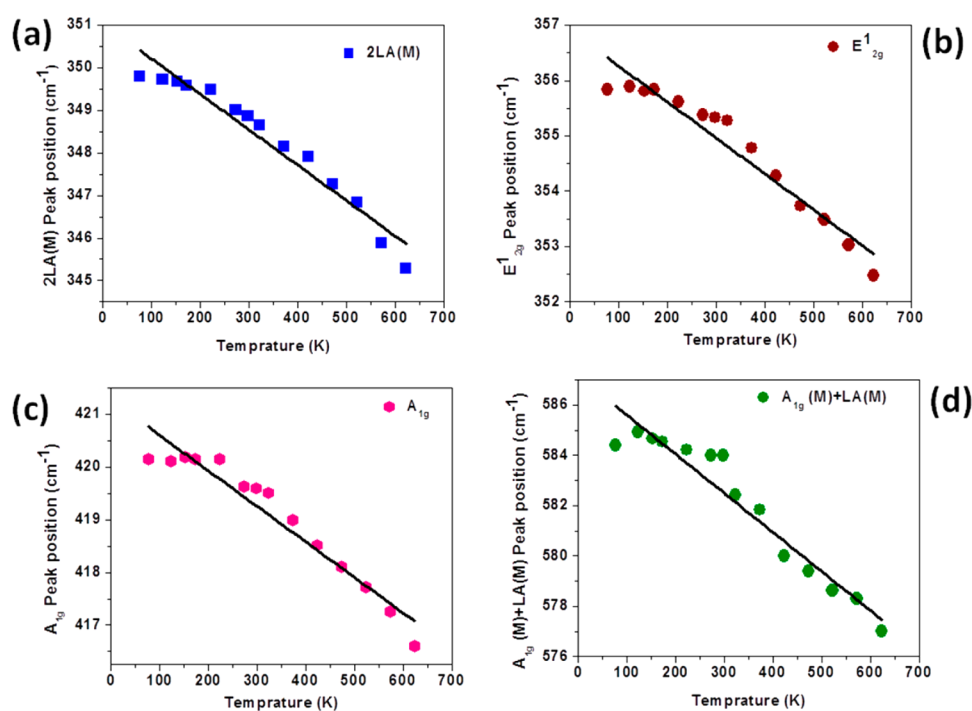 (a)
351
350
349
348
347
346
345
2LA(M) Peak position (cm⁻¹)
2LA(M)
0 100 200 300 400 500 600 700
Temprature (K)
(b)
357
356
355
354
353
352
E¹₂g Peak position (cm⁻¹)
E¹₂g
0 100 200 300 400 500 600 700
Temprature (K)
(c)
421
420
419
418
417
A₁g Peak position (cm⁻¹)
A₁g
0 100 200 300 400 500 600 700
Temprature (K)
(d)
586
584
582
580
578
576
A₁g (M)+LA(M) Peak position (cm⁻¹)
A₁g (M)+LA(M)
0 100 200 300 400 500 600 700
Temprature (K)